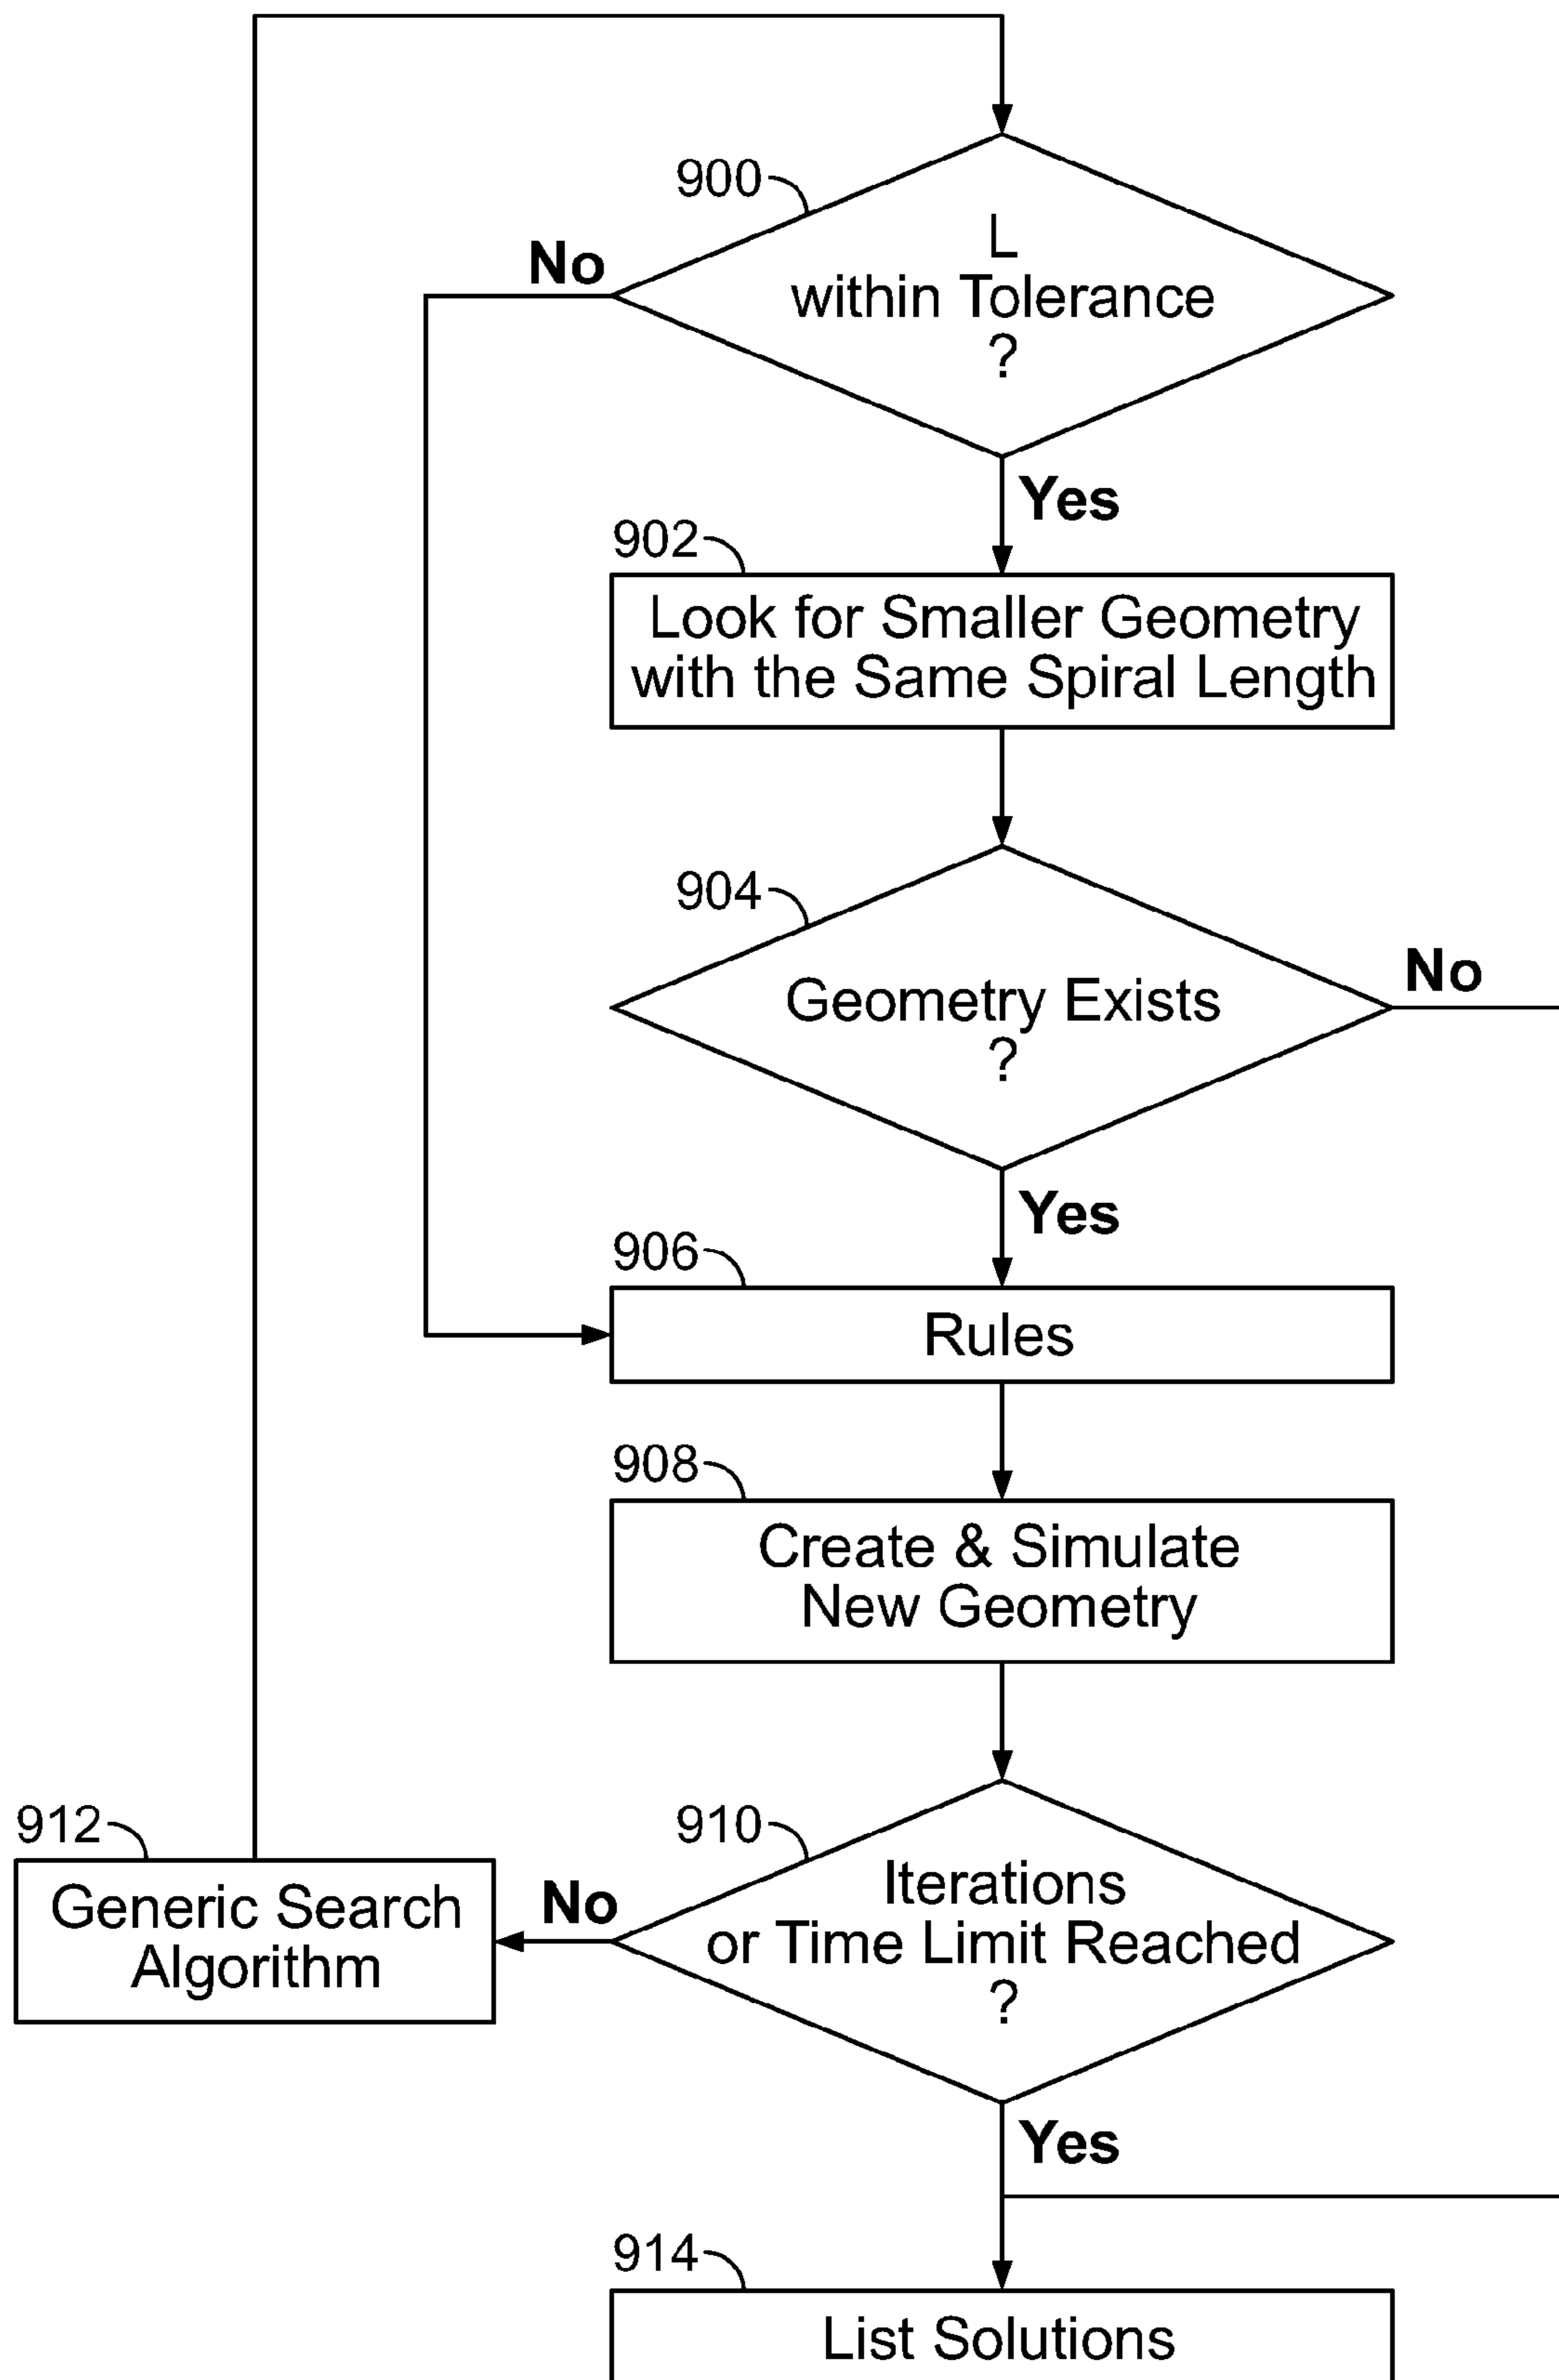 900
L
within Tolerance
?
No
Yes
902
Look for Smaller Geometry
with the Same Spiral Length
904
Geometry Exists
?
No
Yes
906
Rules
908
Create & Simulate
New Geometry
912
Generic Search
Algorithm
No
910
Iterations
or Time Limit Reached
?
Yes
914
List Solutions